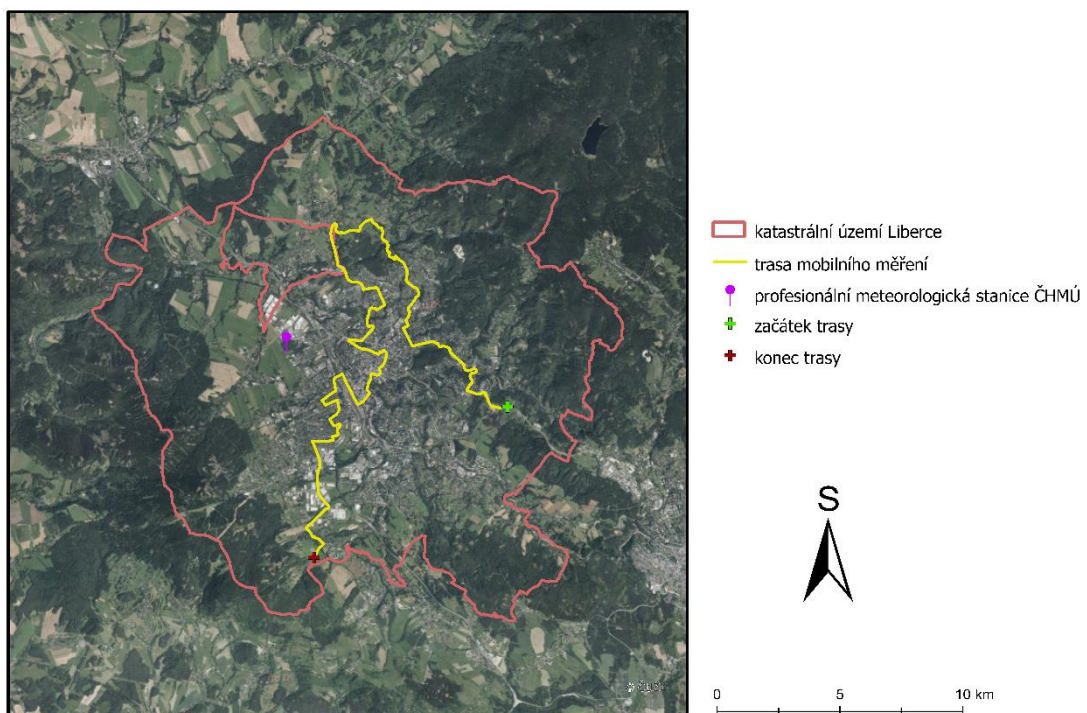 katastrální území Liberce
trasa mobilního měření
profesionální meteorologická stanice ČHMÚ
začátek trasy
konec trasy
S
0 5 10 km